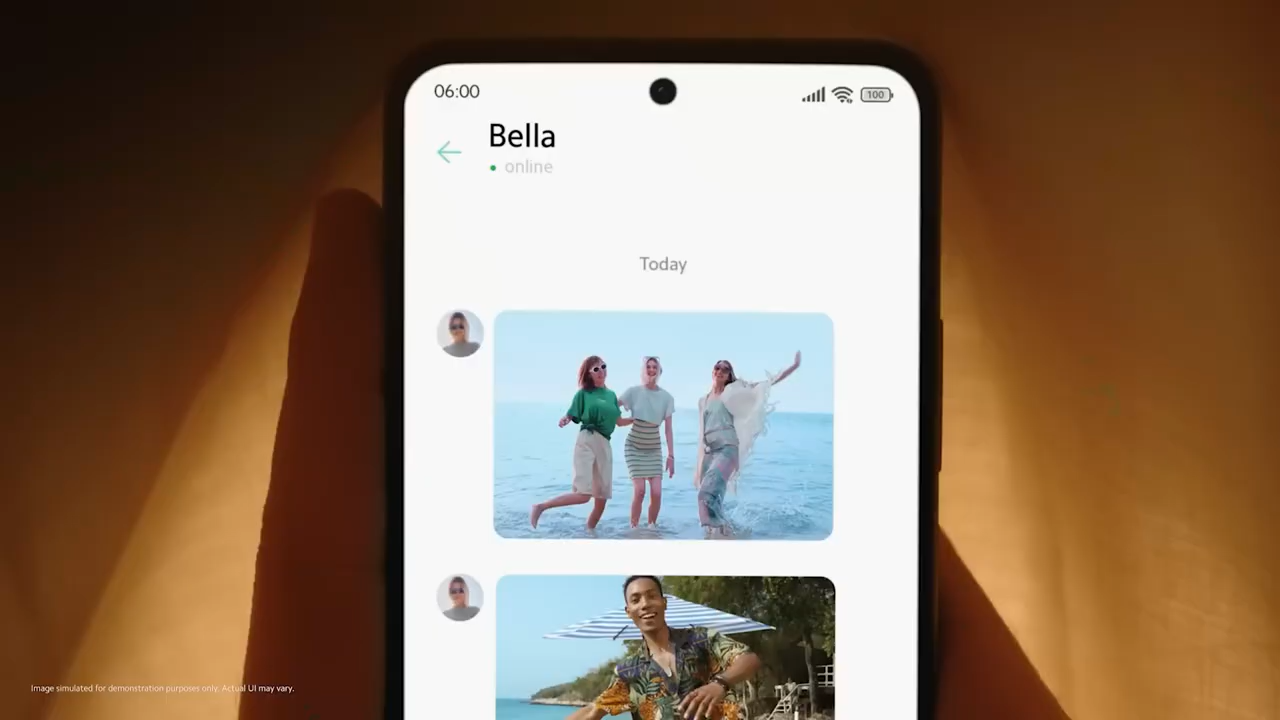 06:00
100
Bella
online
Today
Image simulated for demonstration purposes only. Actual UI may vary.